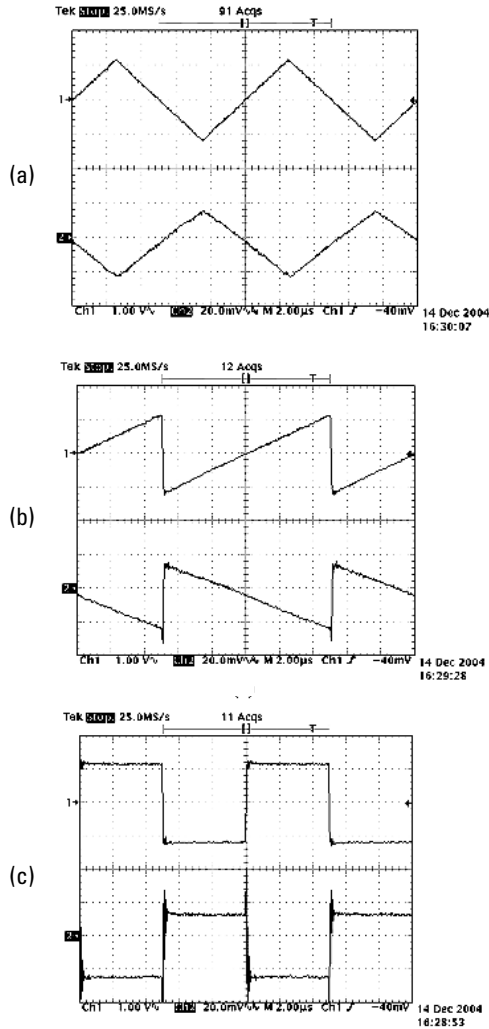 Tek Stop 25.0MS/s 91 Acqs
T
1
(a)
2
Ch1 1.00 V Ch2 20.0mV M 2.00µs Ch1 -40mV
14 Dec 2004
16:30:07
Tek Stop 25.0MS/s 12 Acqs
T
1
(b)
2
Ch1 1.00 V Ch2 20.0mV M 2.00µs Ch1 -40mV
14 Dec 2004
16:29:28
Tek Stop 25.0MS/s 11 Acqs
T
1
(c)
2
Ch1 1.00 V Ch2 20.0mV M 2.00µs Ch1 -40mV
14 Dec 2004
16:28:53